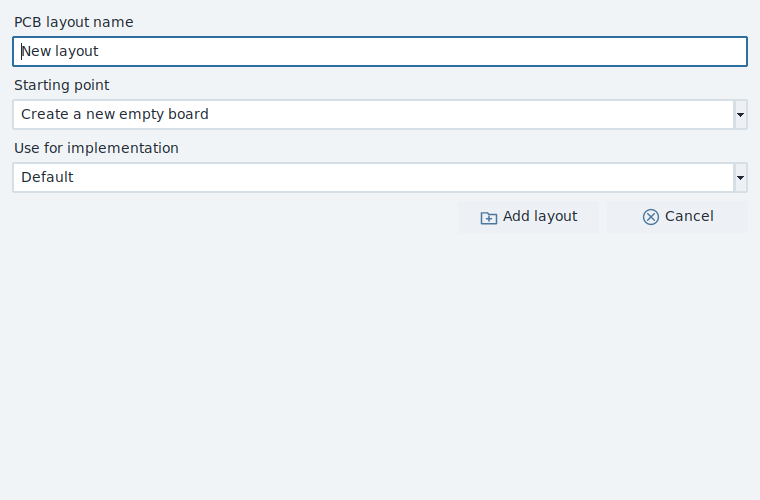 PCB layout name
New layout
Starting point
Create a new empty board
Use for implementation
Default
Add layout
Cancel